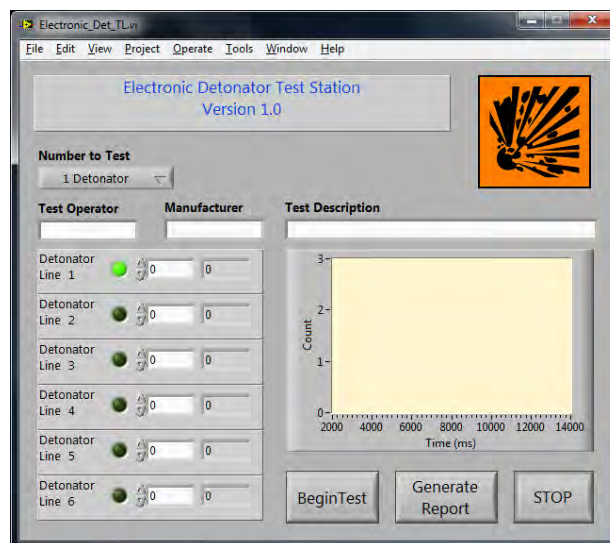 Electronic_Det_TL.vi
File Edit View Project Operate Tools Window Help
Electronic Detonator Test Station
Version 1.0
Number to Test
1 Detonator
Test Operator
Manufacturer
Test Description
Detonator
Line 1
0
0
Detonator
Line 2
0
0
Detonator
Line 3
0
0
Detonator
Line 4
0
0
Detonator
Line 5
0
0
Detonator
Line 6
0
0
3
2
1
0
Count
2000 4000 6000 8000 10000 12000 14000
Time (ms)
BeginTest
Generate
Report
STOP